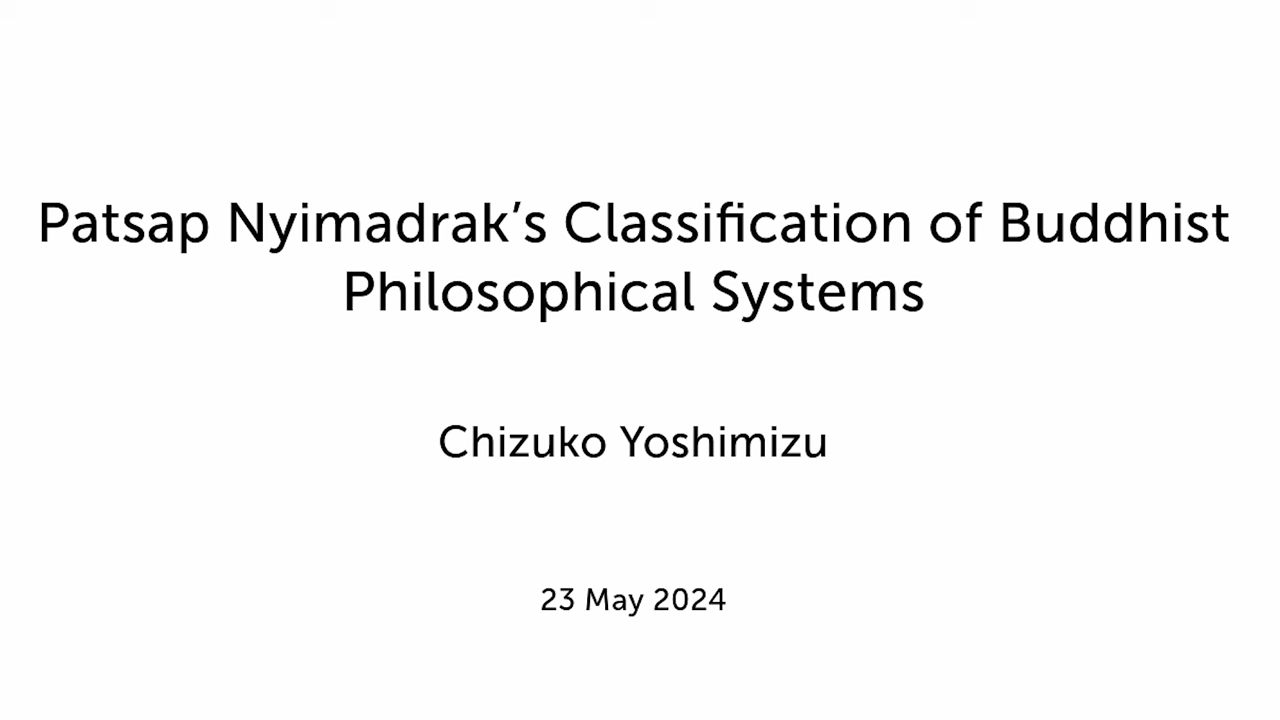 Patsap Nyimadrak’s Classification of Buddhist
Philosophical Systems
Chizuko Yoshimizu
23 May 2024